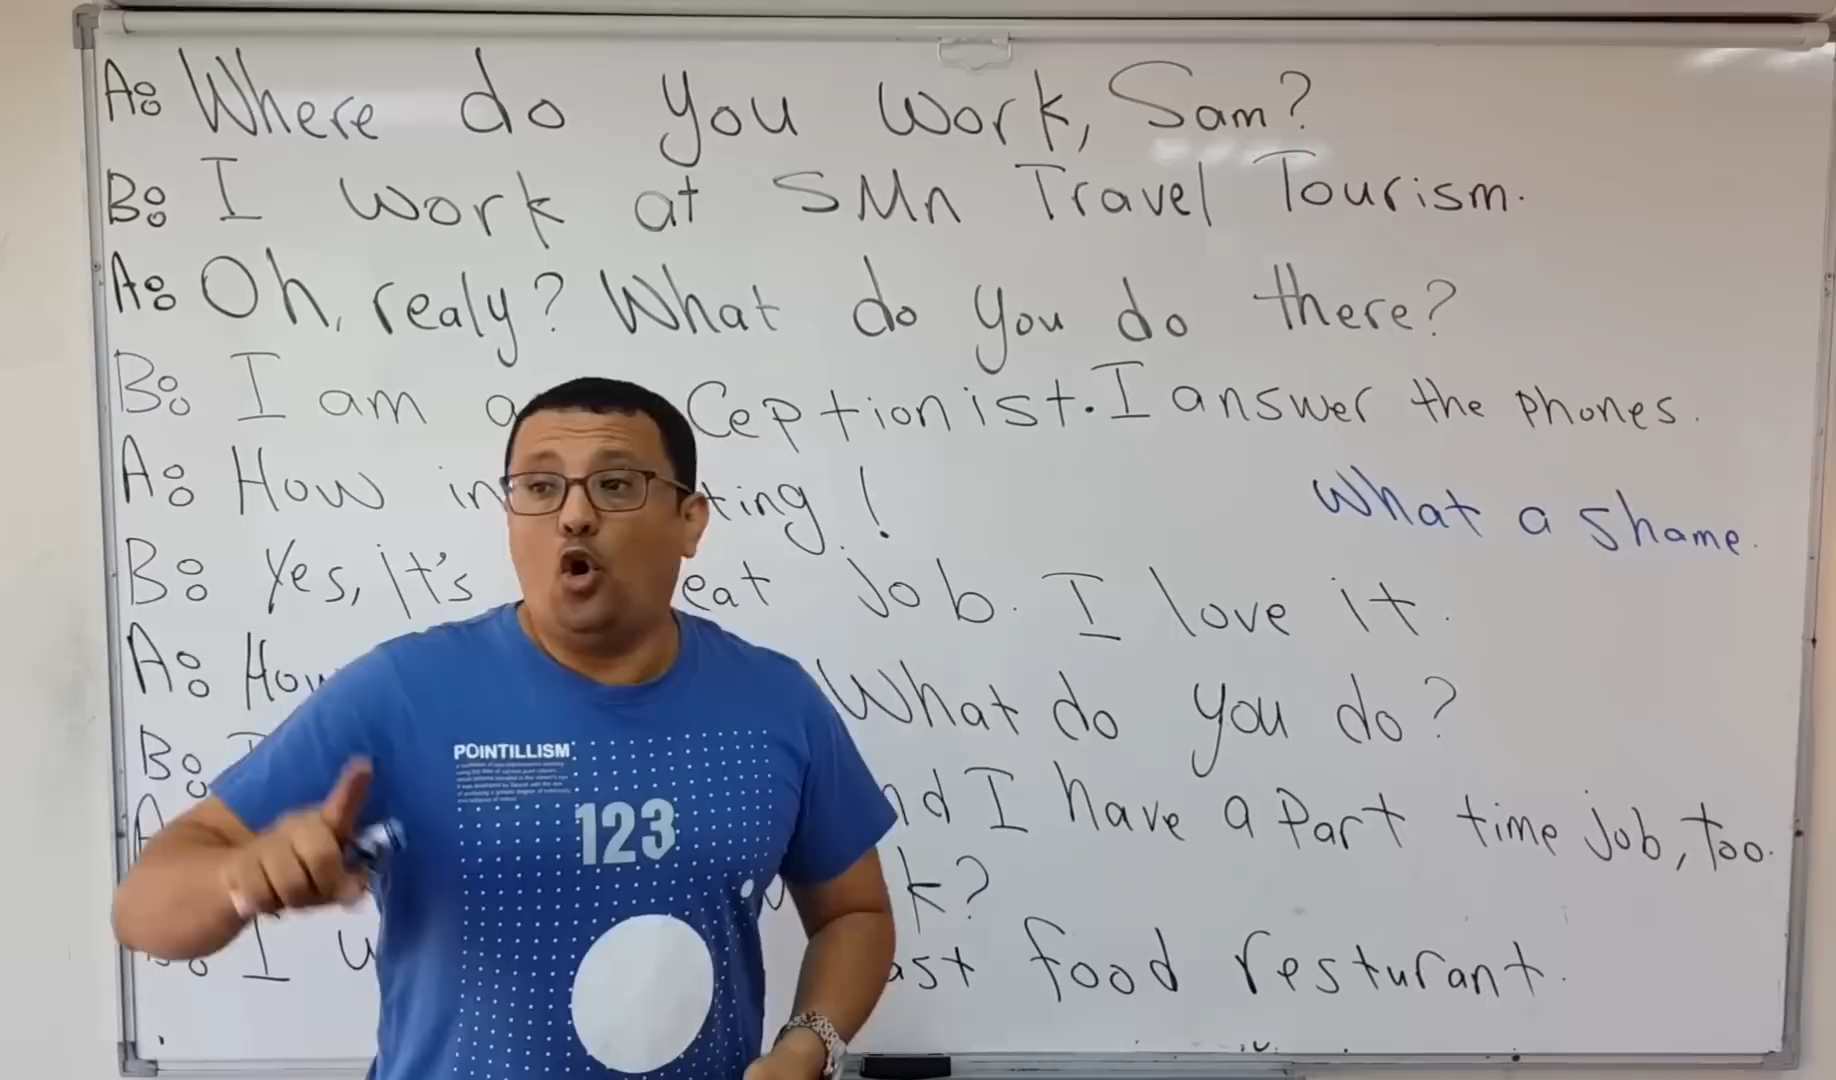 A: Where do you work, Sam?
B: I work at SMn Travel Tourism.
A: Oh, realy? What do you do there?
B: I am a ceptionist. I answer the phones.
A: How in ting!
What a shame.
B: Yes, it's eat job. I love it.
A: How What do you do?
B: I nd I have a Part time job, Too.
A k?
B: I w ast food resturant.
POINTILLISM
123